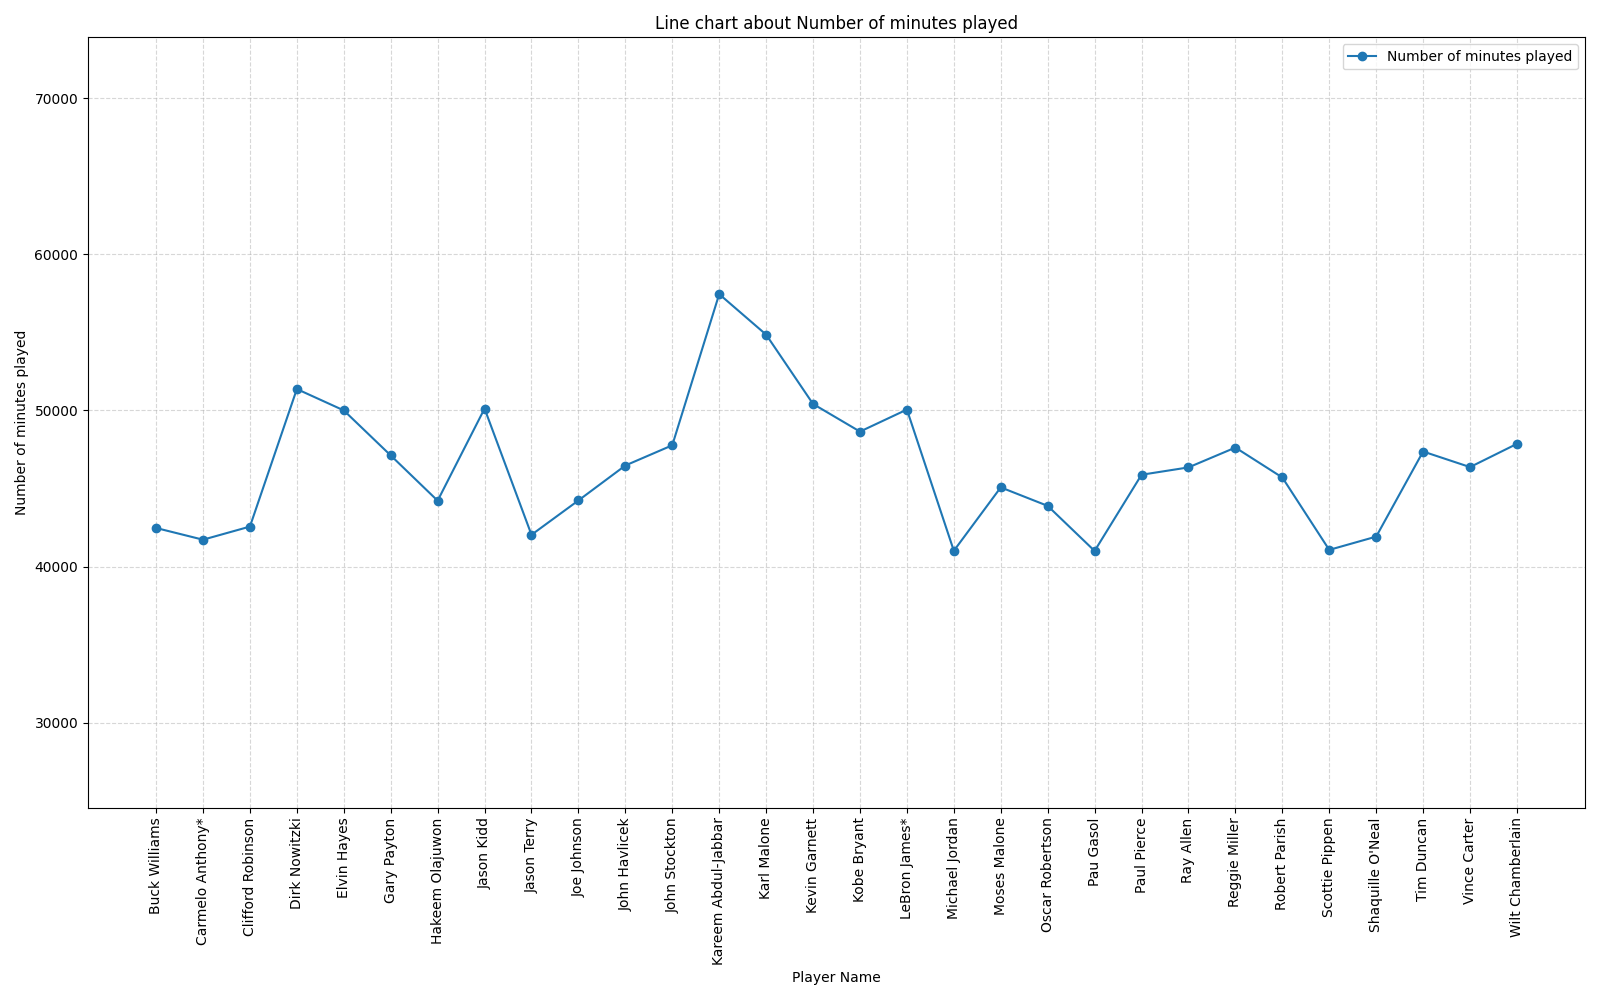 Line chart about Number of minutes played
Number of minutes played
70000
60000
50000
40000
30000
Number of minutes played
Buck Williams
Carmelo Anthony*
Clifford Robinson
Dirk Nowitzki
Elvin Hayes
Gary Payton
Hakeem Olajuwon
Jason Kidd
Jason Terry
Joe Johnson
John Havlicek
John Stockton
Kareem Abdul-Jabbar
Karl Malone
Kevin Garnett
Kobe Bryant
LeBron James*
Michael Jordan
Moses Malone
Oscar Robertson
Pau Gasol
Paul Pierce
Ray Allen
Reggie Miller
Robert Parish
Scottie Pippen
Shaquille O'Neal
Tim Duncan
Vince Carter
Wilt Chamberlain
Player Name